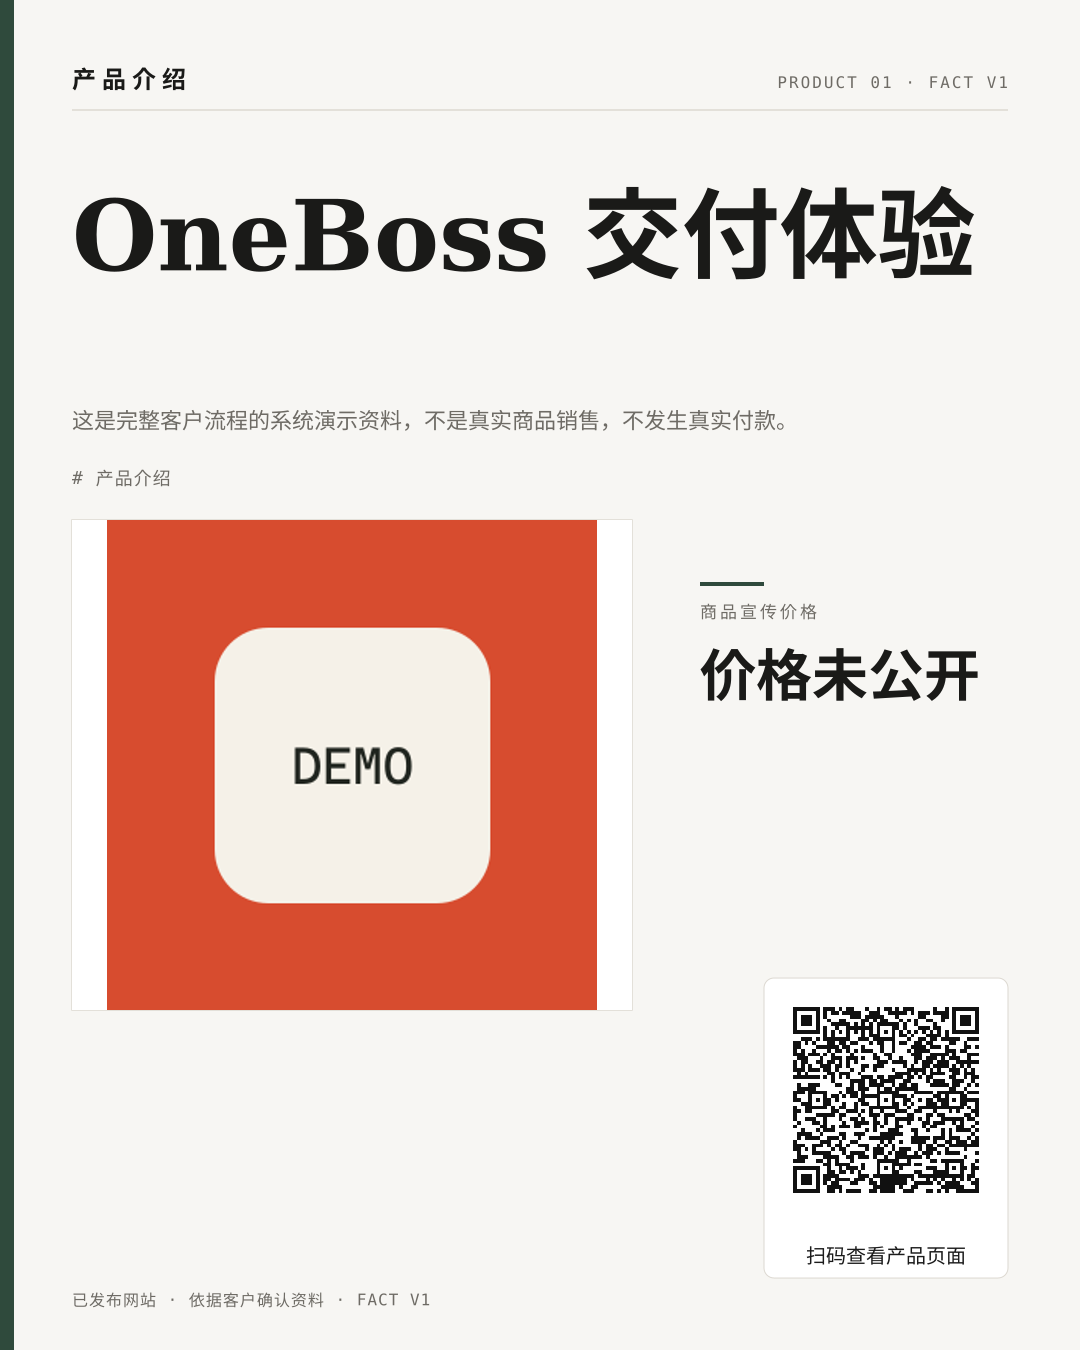 产品介绍
PRODUCT 01 · FACT V1
OneBoss 交付体验
这是完整客户流程的系统演示资料，不是真实商品销售，不发生真实付款。
# 产品介绍
DEMO
商品宣传价格
价格未公开
扫码查看产品页面
已发布网站 · 依据客户确认资料 · FACT V1